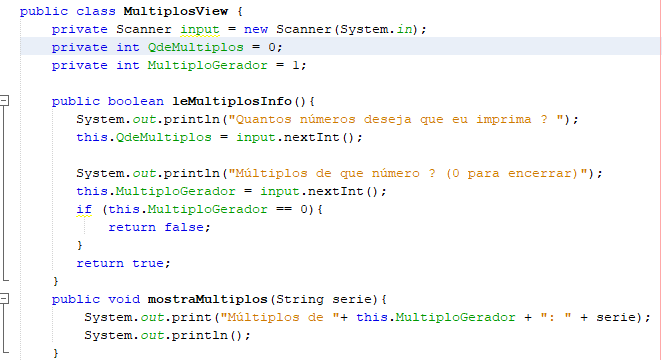 public class MultiplosView {
private Scanner input = new Scanner(System.in);
private int QdeMultiplos = 0;
private int MultiploGerador = 1;
public boolean leMultiplosInfo(){
System.out.println("Quantos números deseja que eu imprima ? ");
this.QdeMultiplos = input.nextInt();
System.out.println("Múltiplos de que número ? (0 para encerrar)");
this.MultiploGerador = input.nextInt();
if (this.MultiploGerador == 0){
return false;
}
return true;
}
public void mostraMultiplos(String serie){
System.out.print("Múltiplos de "+ this.MultiploGerador + ": " + serie);
System.out.println();
}